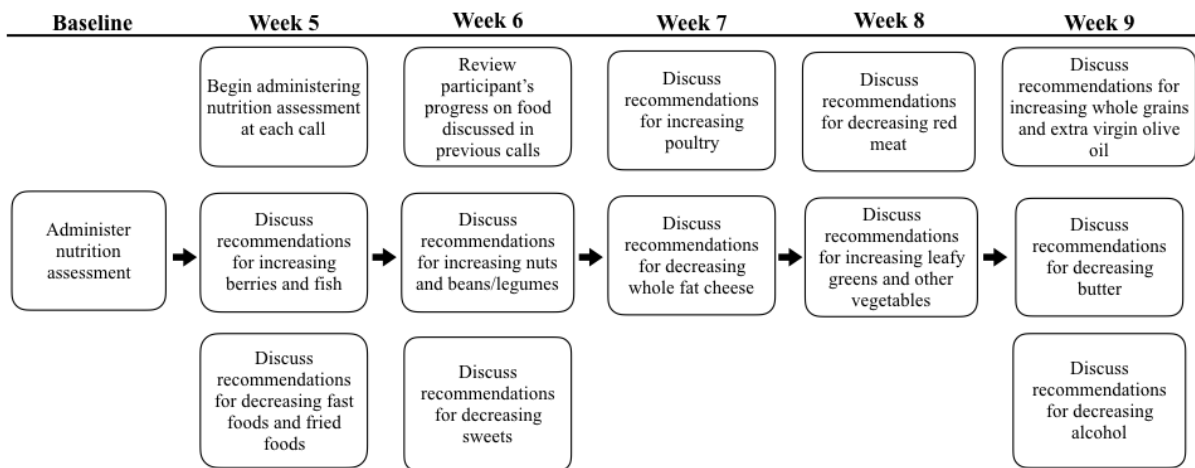 Baseline
Week 5
Week 6
Week 7
Week 8
Week 9
Begin administering
nutrition assessment
at each call
Review
participant's
progress on food
discussed in
previous calls
Discuss
recommendations
for increasing
poultry
Discuss
recommendations
for decreasing red
meat
Discuss
recommendations for
increasing whole grains
and extra virgin olive
oil
Administer
nutrition
assessment
Discuss
recommendations
for increasing
berries and fish
Discuss
recommendations
for increasing nuts
and beans/legumes
Discuss
recommendations
for decreasing
whole fat cheese
Discuss
recommendations
for increasing leafy
greens and other
vegetables
Discuss
recommendations
for decreasing
butter
Discuss
recommendations
for decreasing fast
foods and fried
foods
Discuss
recommendations
for decreasing
sweets
Discuss
recommendations
for decreasing
alcohol